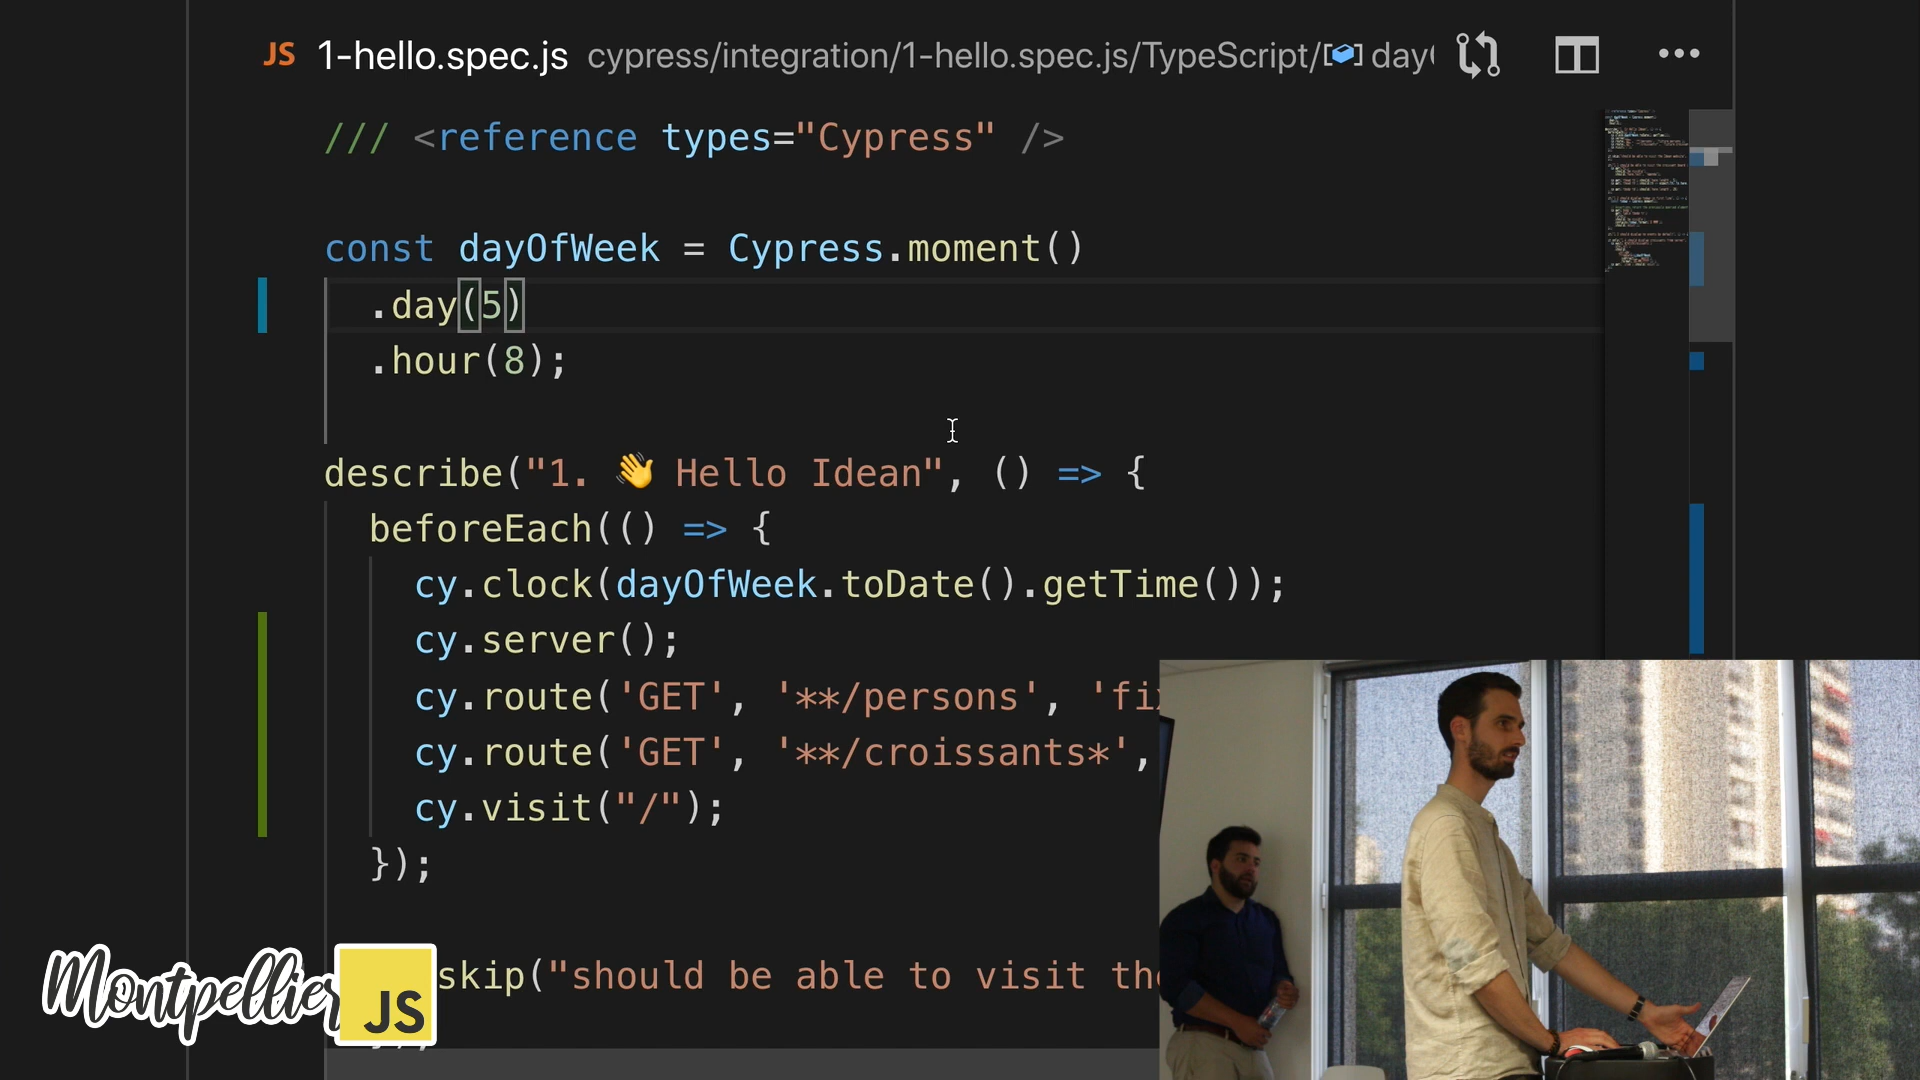 JS 1-hello.spec.js cypress/integration/1-hello.spec.js/TypeScript/ day
/// <reference types="Cypress" />
const dayOfWeek = Cypress.moment()
.day(5)
.hour(8);
describe("1. 👋 Hello Idean", () => {
beforeEach(() => {
cy.clock(dayOfWeek.toDate().getTime());
cy.server();
cy.route('GET', '**/persons', 'fix
cy.route('GET', '**/croissants*',
cy.visit("/");
});
skip("should be able to visit the
Montpellier JS